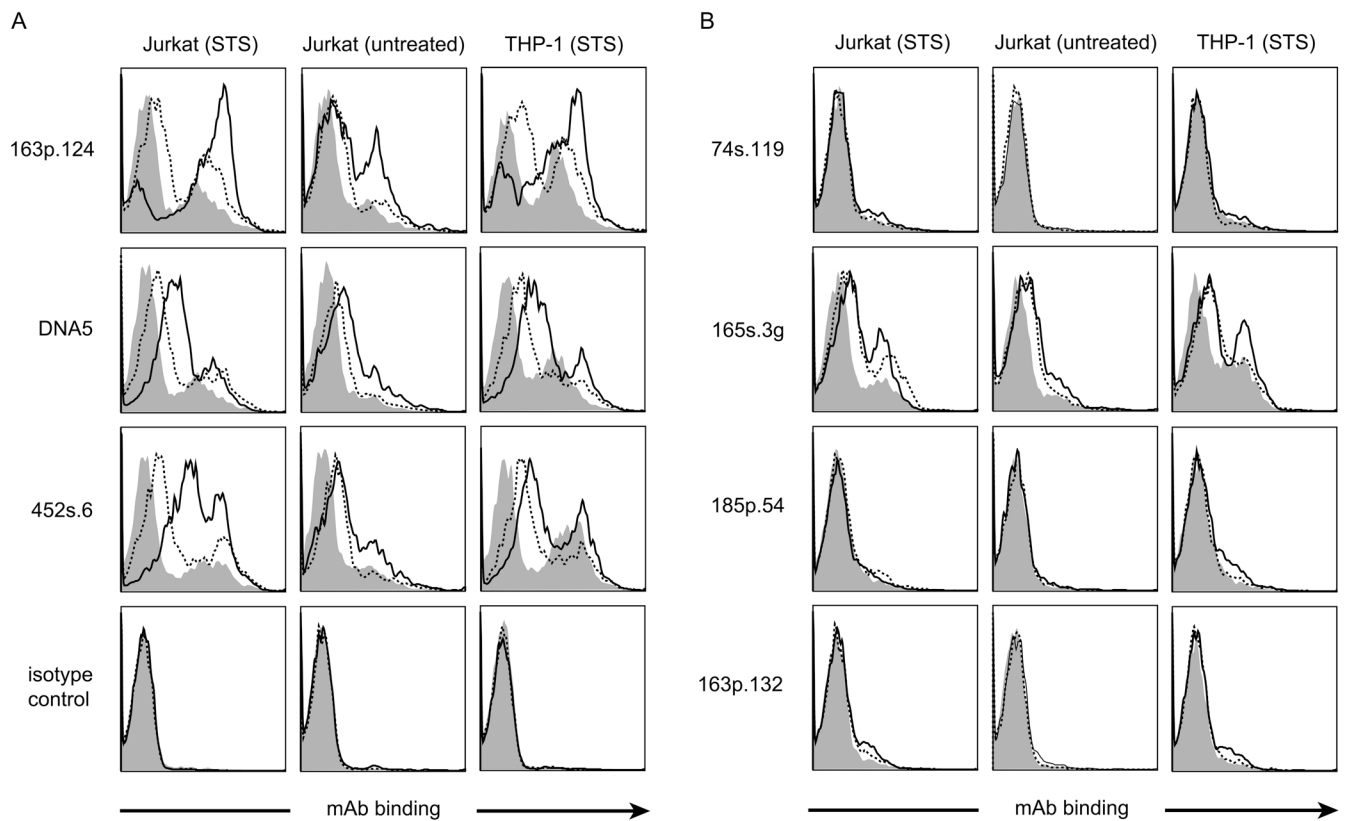 A
Jurkat (STS)
Jurkat (untreated)
THP-1 (STS)
163p.124
DNA5
452s.6
isotype
control
mAb binding
B
Jurkat (STS)
Jurkat (untreated)
THP-1 (STS)
74s.119
165s.3g
185p.54
163p.132
mAb binding